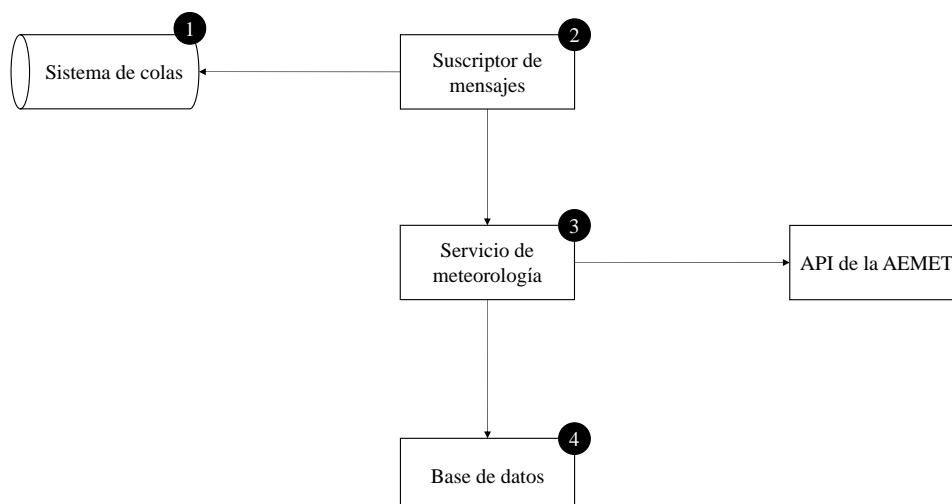 1
Sistema de colas
2
Suscriptor de
mensajes
3
Servicio de
meteorología
API de la AEMET
4
Base de datos